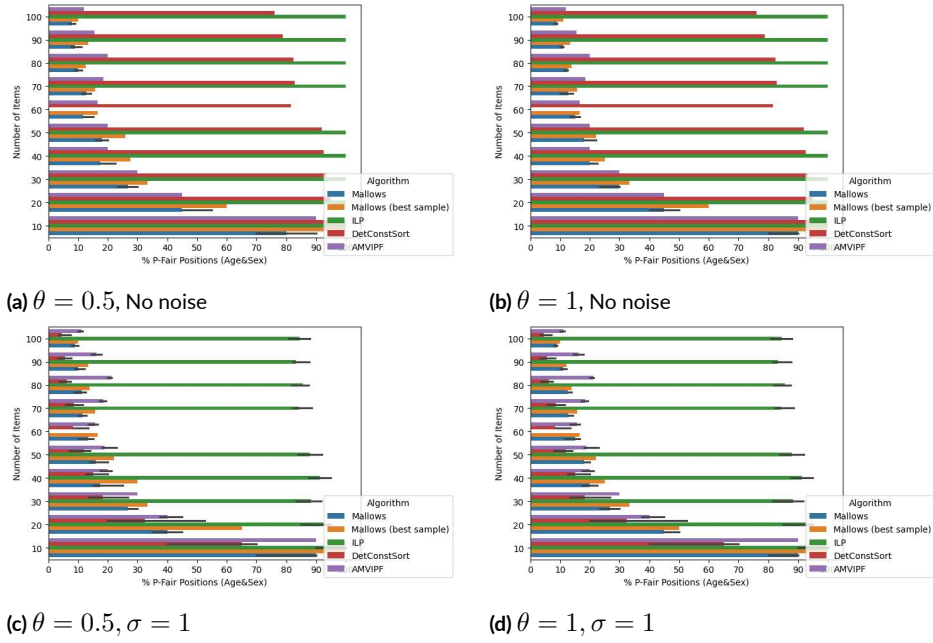 Number of Items
100
90
80
70
60
50
40
30
20
10
0 10 20 30 40 50 60 70 80 90
% P-Fair Positions (Age&Sex)
Algorithm
Mallows
Mallows (best sample)
ILP
DetConstSort
AMVIPF
Number of Items
100
90
80
70
60
50
40
30
20
10
0 10 20 30 40 50 60 70 80 90
% P-Fair Positions (Age&Sex)
Algorithm
Mallows
Mallows (best sample)
ILP
DetConstSort
AMVIPF
(a) θ = 0.5, No noise
(b) θ = 1, No noise
Number of Items
100
90
80
70
60
50
40
30
20
10
0 10 20 30 40 50 60 70 80 90
% P-Fair Positions (Age&Sex)
Algorithm
Mallows
Mallows (best sample)
ILP
DetConstSort
AMVIPF
Number of Items
100
90
80
70
60
50
40
30
20
10
0 10 20 30 40 50 60 70 80 90
% P-Fair Positions (Age&Sex)
Algorithm
Mallows
Mallows (best sample)
ILP
DetConstSort
AMVIPF
(c) θ = 0.5, σ = 1
(d) θ = 1, σ = 1